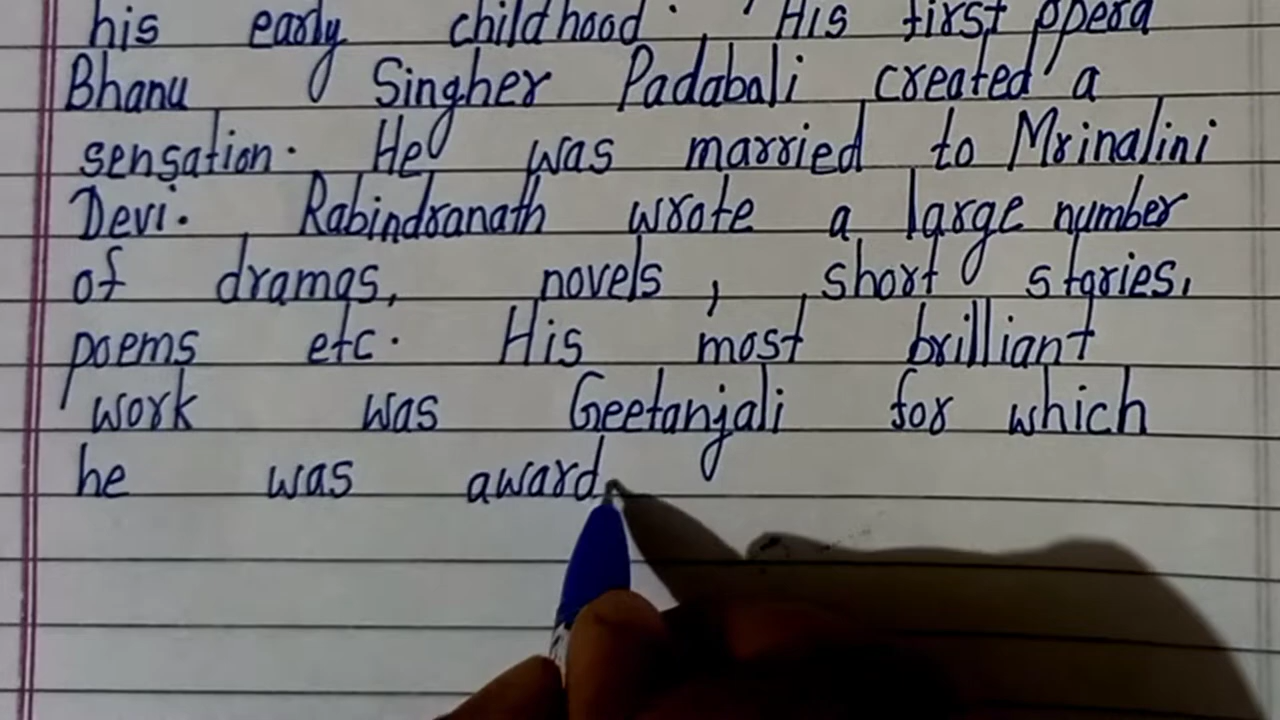 his early childhood. His first opera
Bhanu Singher Padabali created a
sensation. He was married to Mrinalini
Devi. Rabindranath wrote a large number
of dramas, novels, short stories,
poems etc. His most brilliant
work was Geetanjali for which
he was award